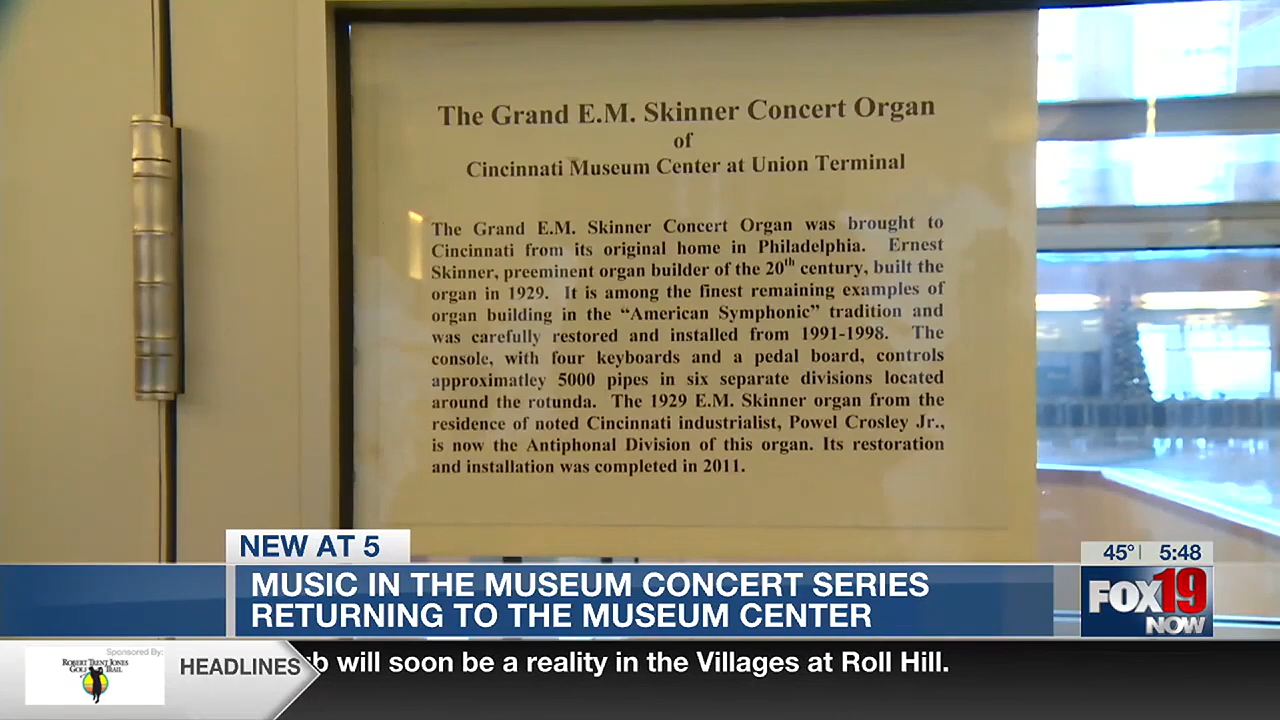 The Grand E.M. Skinner Concert Organ
of
Cincinnati Museum Center at Union Terminal
The Grand E.M. Skinner Concert Organ was brought to
Cincinnati from its original home in Philadelphia. Ernest
Skinner, preeminent organ builder of the 20th century, built the
organ in 1929. It is among the finest remaining examples of
organ building in the “American Symphonic” tradition and
was carefully restored and installed from 1991-1998. The
console, with four keyboards and a pedal board, controls
approximatley 5000 pipes in six separate divisions located
around the rotunda. The 1929 E.M. Skinner organ from the
residence of noted Cincinnati industrialist, Powel Crosley Jr.,
is now the Antiphonal Division of this organ. Its restoration
and installation was completed in 2011.
NEW AT 5
MUSIC IN THE MUSEUM CONCERT SERIES
RETURNING TO THE MUSEUM CENTER
45° 5:48
FOX19
NOW
Sponsored By:
ROBERT TRENT JONES
GOLF TRAIL
HEADLINES
will soon be a reality in the Villages at Roll Hill.